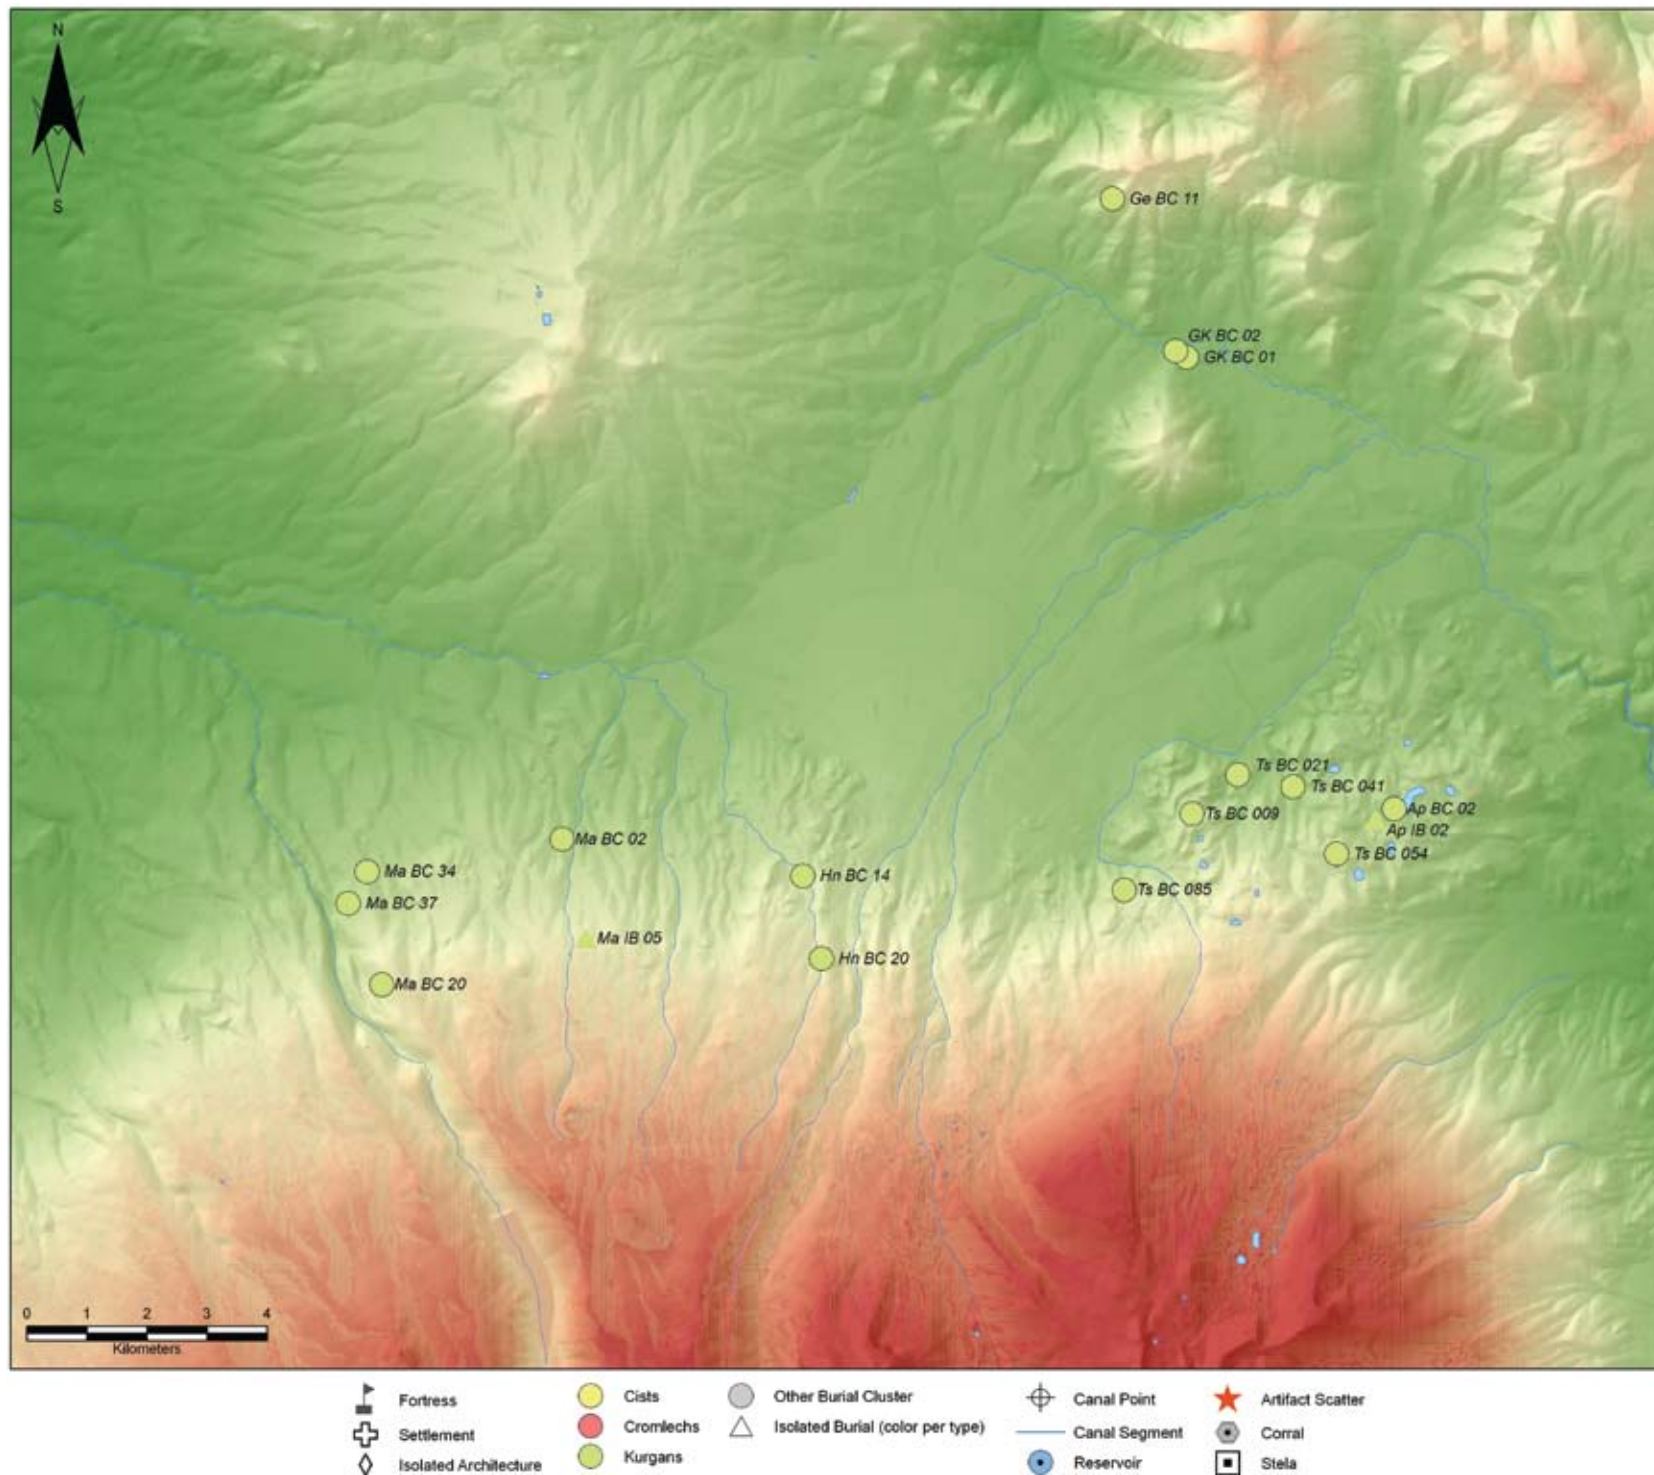 N
S
Ge BC 11
GK BC 02
GK BC 01
Ts BC 021
Ts BC 041
Ts BC 009
Ap BC 02
Ap IB 02
Ts BC 054
Ts BC 085
Ma BC 02
Ma BC 34
Ma BC 37
Hn BC 14
Ma IB 05
Hn BC 20
Ma BC 20
0 1 2 3 4
Kilometers
Fortress
Settlement
Isolated Architecture
Cists
Cromlechs
Kurgans
Other Burial Cluster
Isolated Burial (color per type)
Canal Point
Canal Segment
Reservoir
Artifact Scatter
Corral
Stela